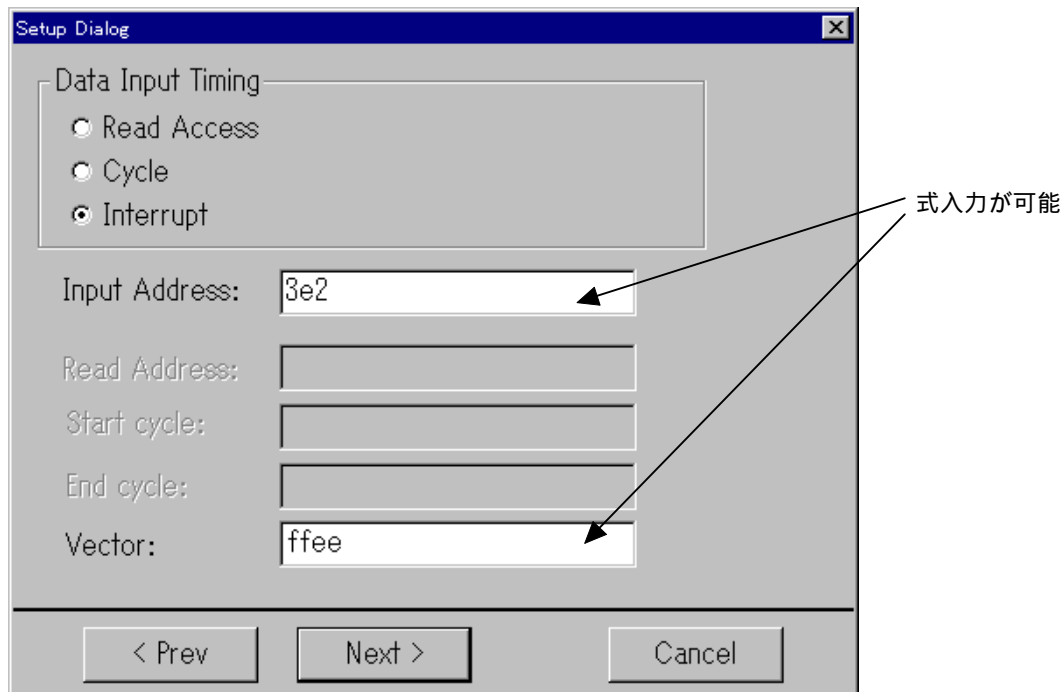 Setup Dialog
Data Input Timing
Read Access
Cycle
Interrupt
式入力が可能
Input Address: 3e2
Read Address:
Start cycle:
End cycle:
Vector: ffee
< Prev Next > Cancel